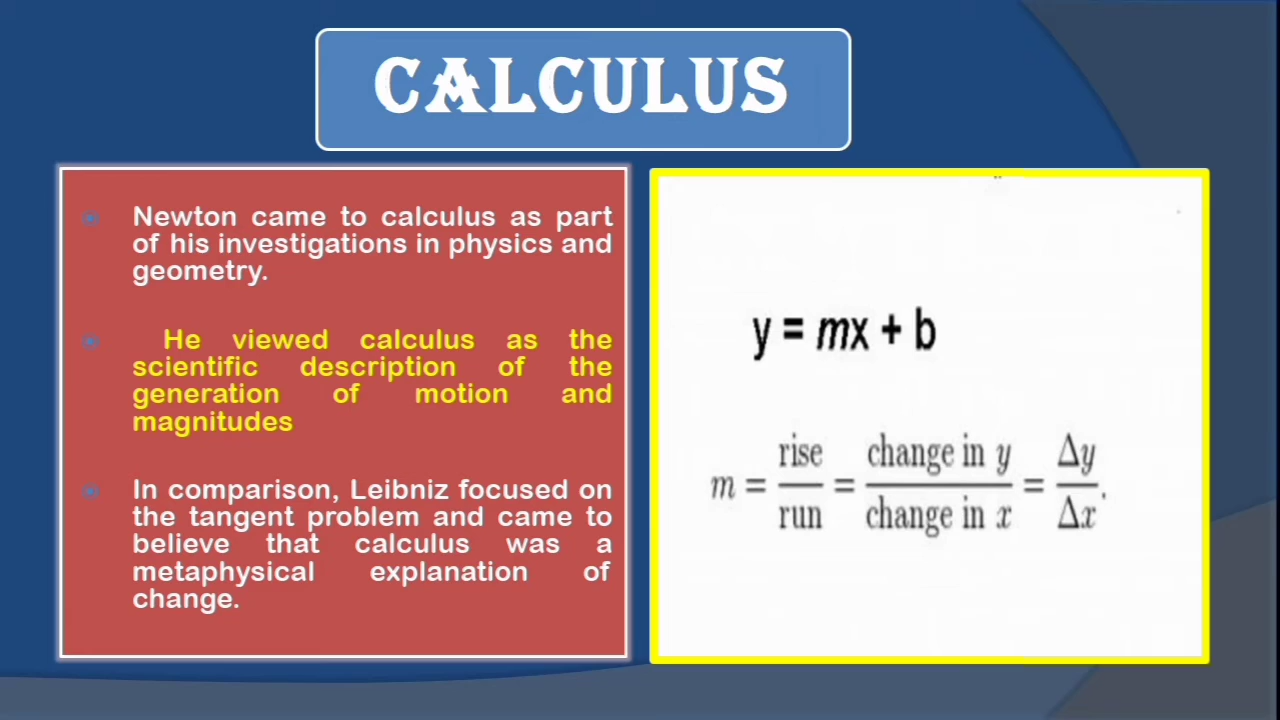 CALCULUS
Newton came to calculus as part
of his investigations in physics and
geometry.
He viewed calculus as the
scientific description of the
generation of motion and
magnitudes
In comparison, Leibniz focused on
the tangent problem and came to
believe that calculus was a
metaphysical explanation of
change.
y = mx + b
m = rise/run = change in y/change in x = Δy/Δx.